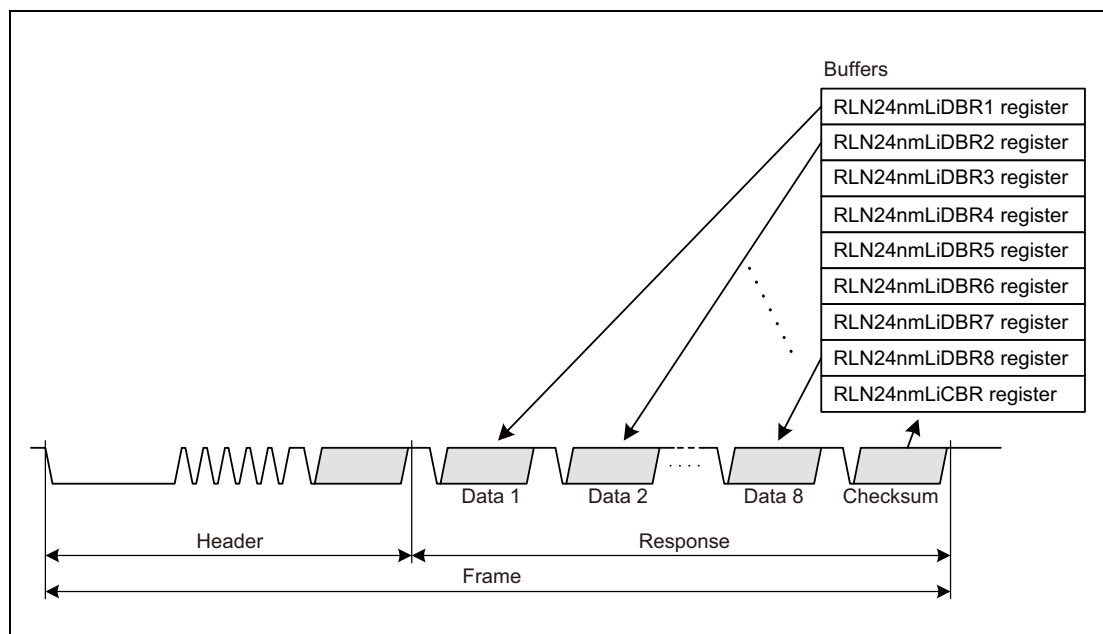 Buffers
RLN24nmLiDBR1 register
RLN24nmLiDBR2 register
RLN24nmLiDBR3 register
RLN24nmLiDBR4 register
RLN24nmLiDBR5 register
RLN24nmLiDBR6 register
RLN24nmLiDBR7 register
RLN24nmLiDBR8 register
RLN24nmLiCBR register
Data 1 Data 2 Data 8 Checksum
Header Response
Frame